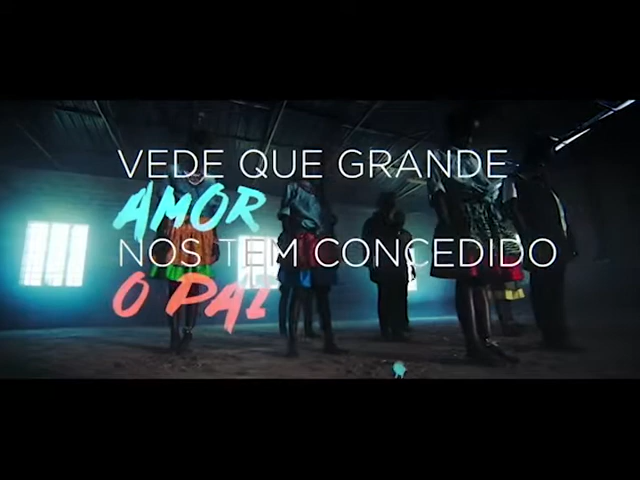 VEDE QUE GRANDE
AMOR
NOS TEM CONCEDIDO
O PAI